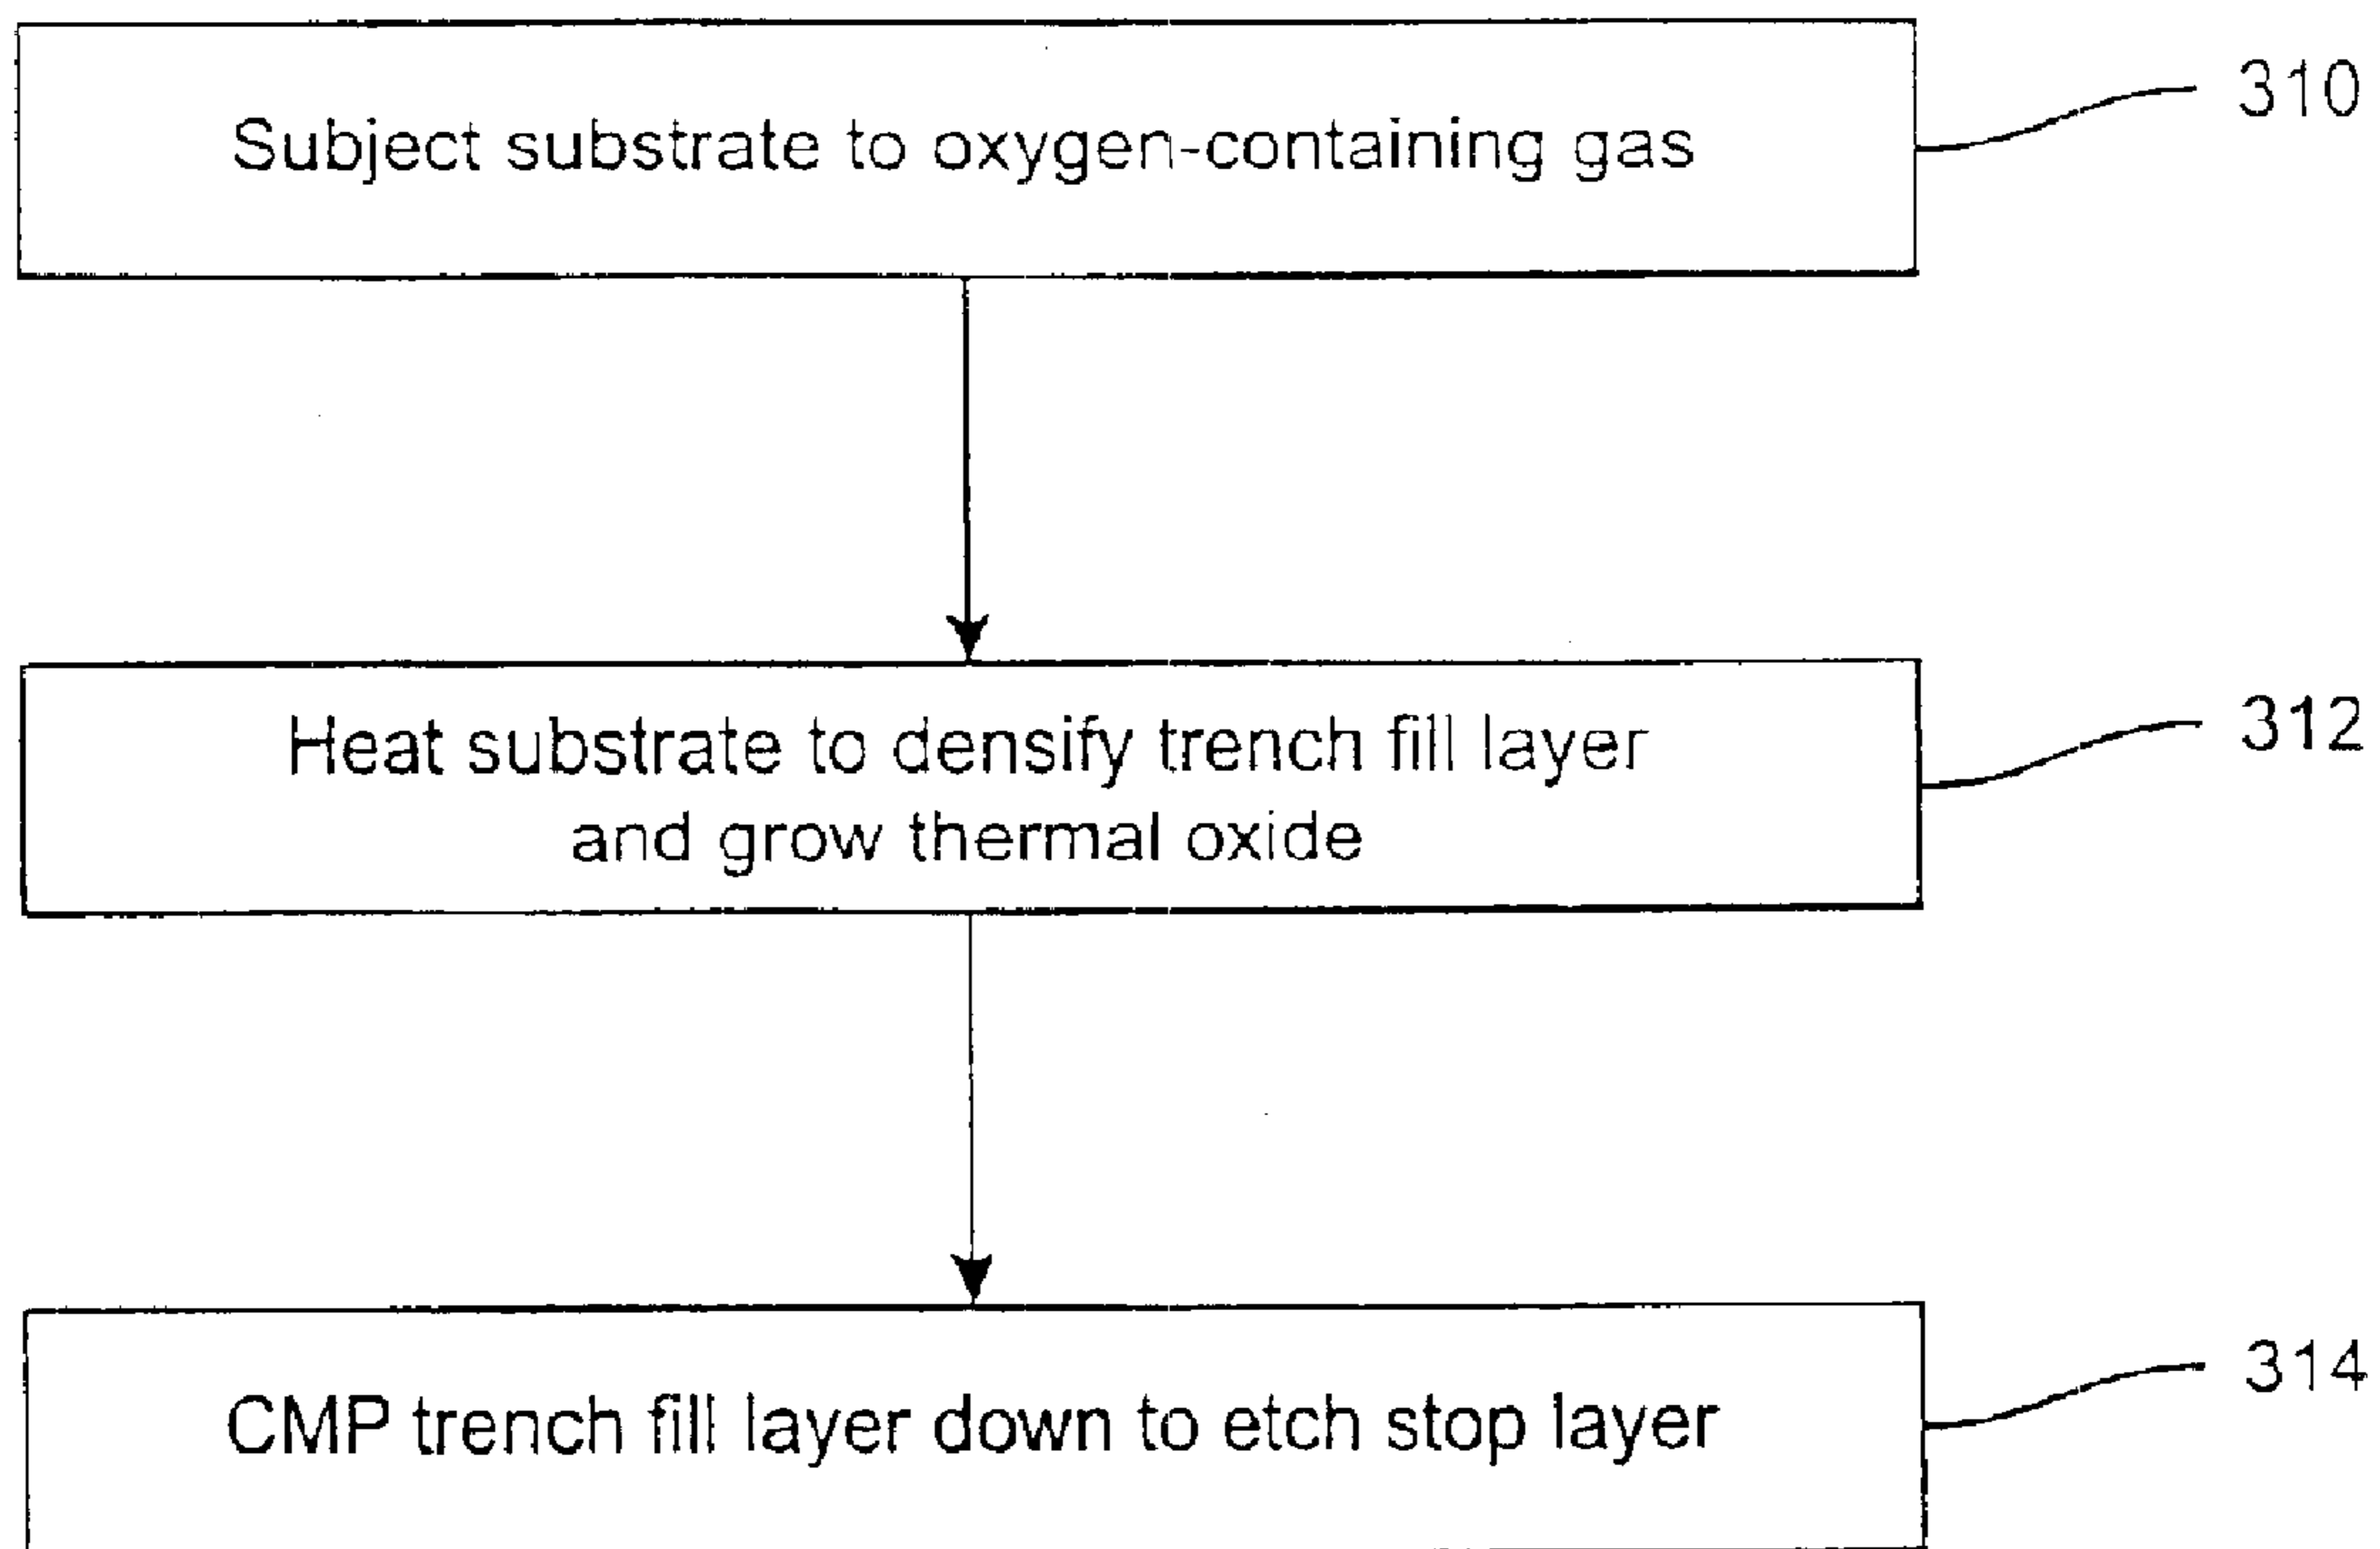 Subject substrate to oxygen-containing gas
310
Heat substrate to densify trench fill layer
and grow thermal oxide
312
CMP trench fill layer down to etch stop layer
314